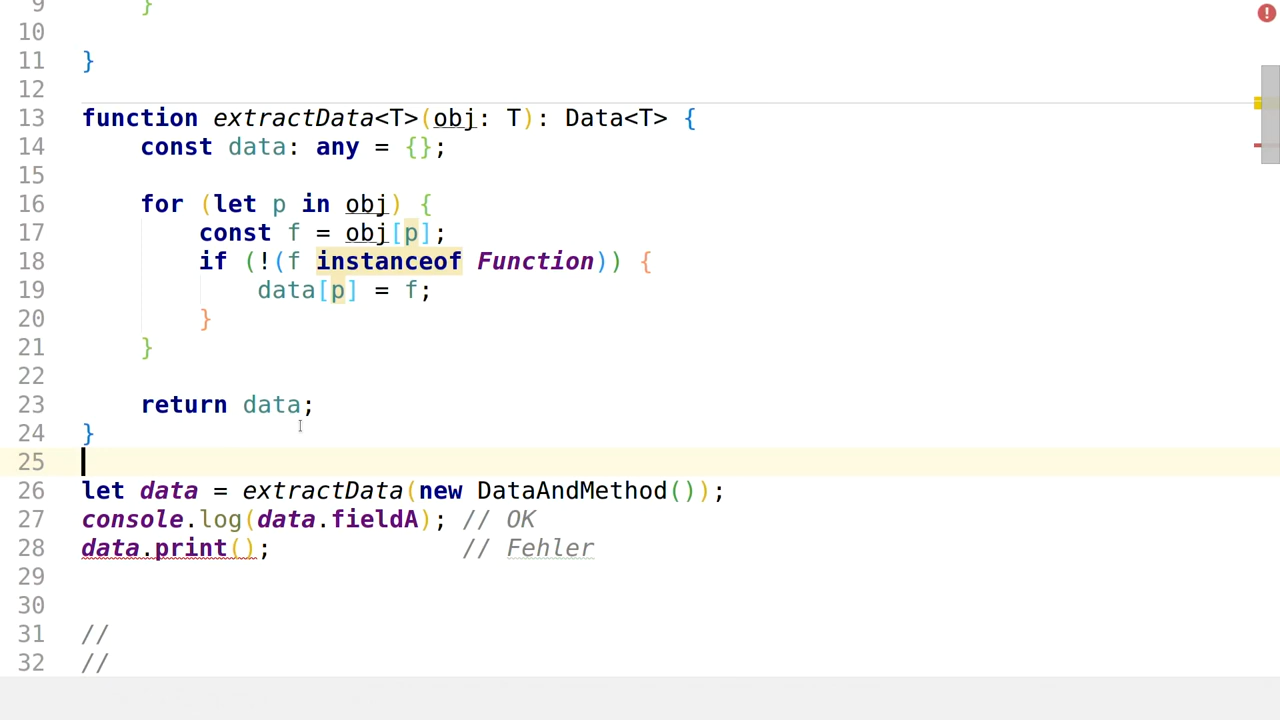 9 }
10
11 }
12
13 function extractData<T>(obj: T): Data<T> {
14 const data: any = {};
15
16 for (let p in obj) {
17 const f = obj[p];
18 if (!(f instanceof Function)) {
19 data[p] = f;
20 }
21 }
22
23 return data;
24 }
25
26 let data = extractData(new DataAndMethod());
27 console.log(data.fieldA); // OK
28 data.print(); // Fehler
29
30
31 //
32 //